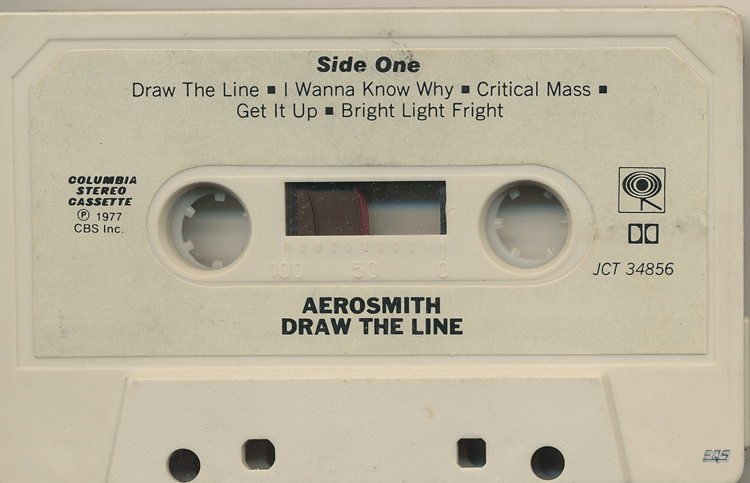 Side One
Draw The Line ■ I Wanna Know Why ■ Critical Mass ■
Get It Up ■ Bright Light Fright
COLUMBIA
STEREO
CASSETTE
℗ 1977
CBS Inc.
JCT 34856
100 50 0
AEROSMITH
DRAW THE LINE